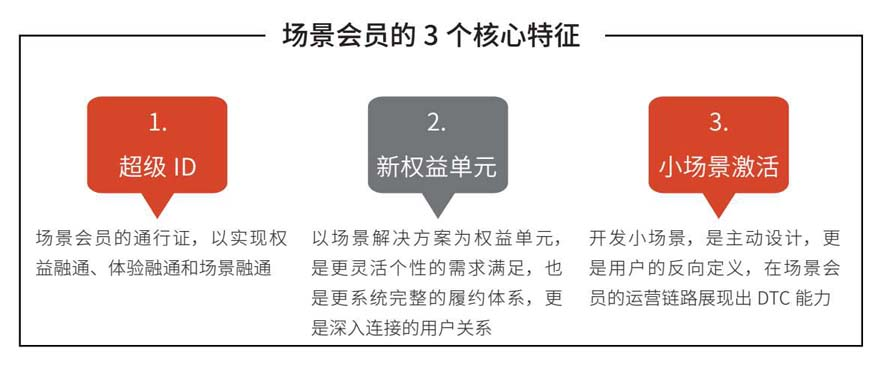 场景会员的 3 个核心特征
1.
超级 ID
场景会员的通行证，以实现权
益融通、体验融通和场景融通
2.
新权益单元
以场景解决方案为权益单元，
是更灵活个性的需求满足，也
是更系统完整的履约体系，更
是深入连接的用户关系
3.
小场景激活
开发小场景，是主动设计，更
是用户的反向定义，在场景会
员的运营链路展现出 DTC 能力